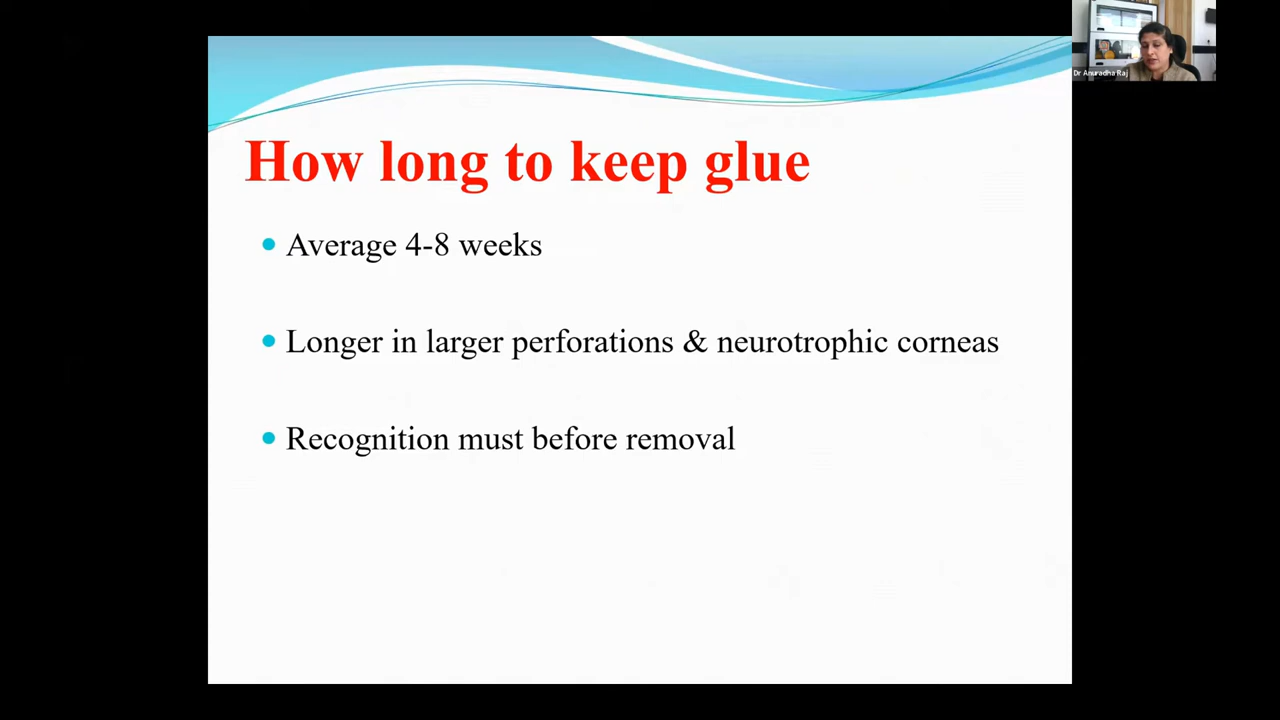 Dr Anuradha Raj
How long to keep glue
Average 4-8 weeks
Longer in larger perforations & neurotrophic corneas
Recognition must before removal